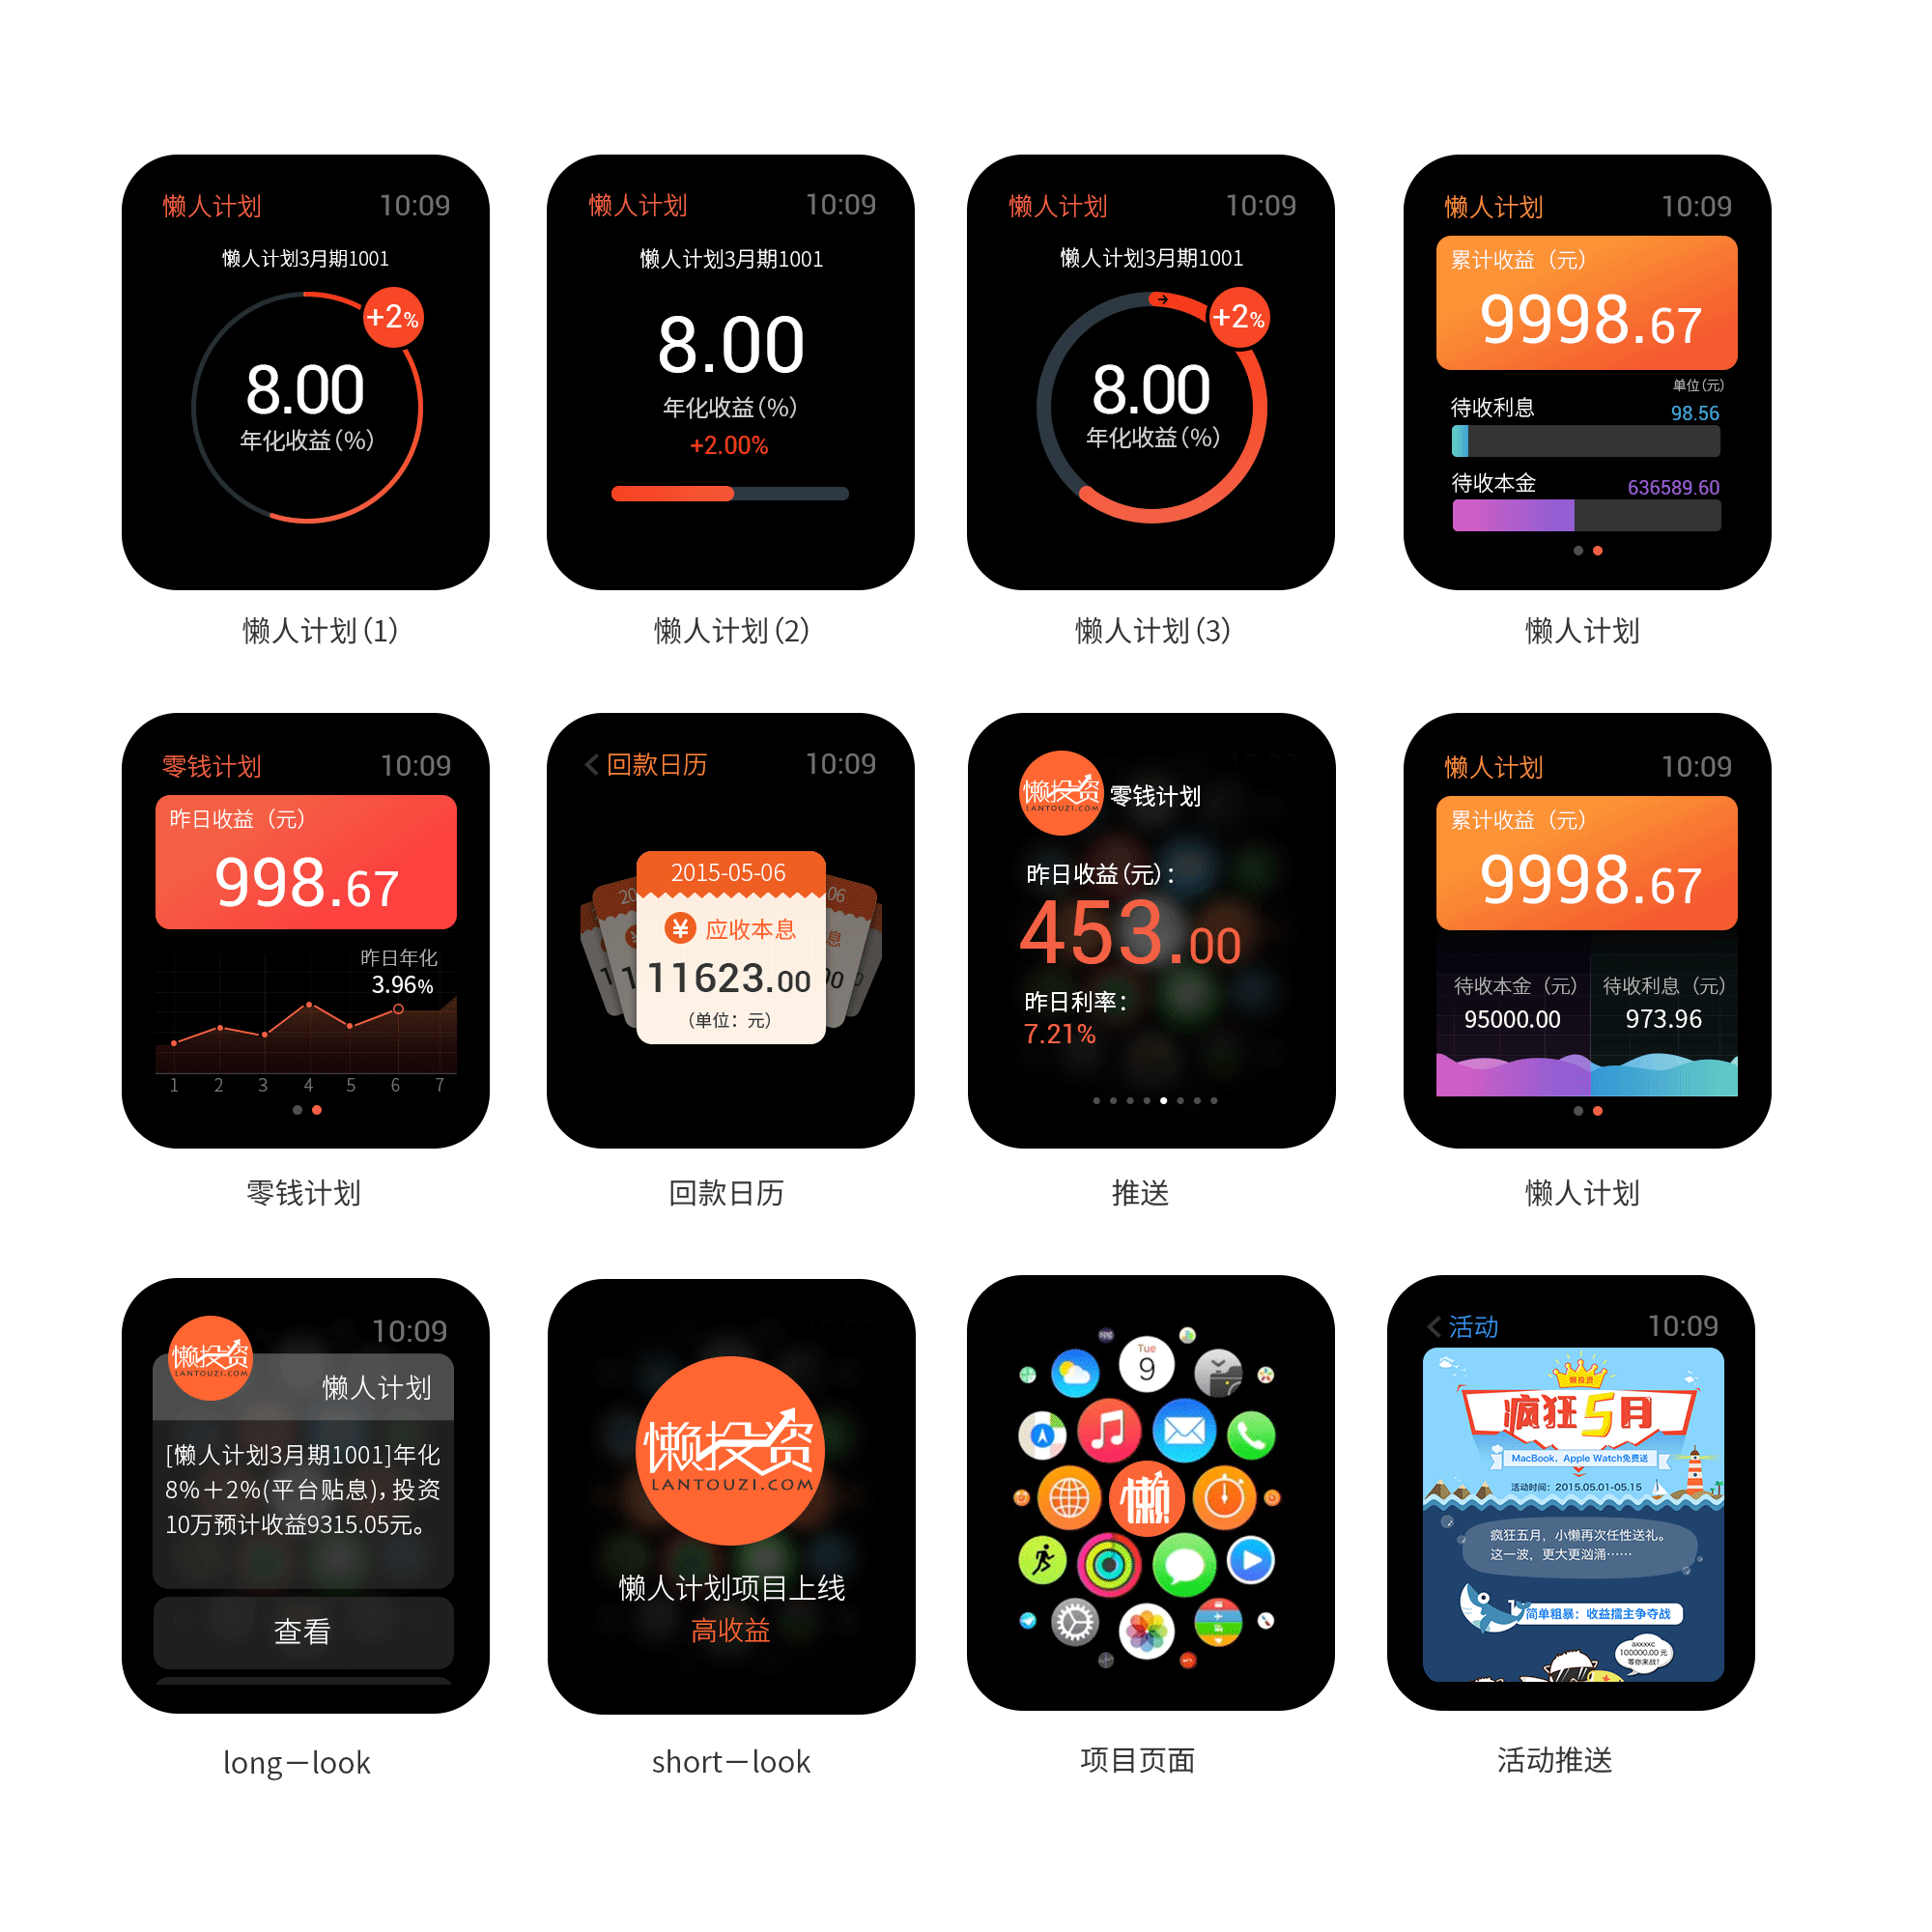 懒人计划 10:09
懒人计划3月期1001
+2%
8.00
年化收益(%)
懒人计划(1)
懒人计划 10:09
懒人计划3月期1001
8.00
年化收益(%)
+2.00%
懒人计划(2)
懒人计划 10:09
懒人计划3月期1001
+2%
8.00
年化收益(%)
懒人计划(3)
懒人计划 10:09
累计收益（元）
9998.67
单位(元)
待收利息 98.56
待收本金 636589.60
懒人计划
零钱计划 10:09
昨日收益（元）
998.67
昨日年化
3.96%
1 2 3 4 5 6 7
零钱计划
回款日历 10:09
2015-05-06
¥ 应收本息
11623.00
（单位：元）
回款日历
懒投资
LANTOUZI.COM
零钱计划
昨日收益(元)：
453.00
昨日利率：
7.21%
推送
懒人计划 10:09
累计收益（元）
9998.67
待收本金（元） 待收利息（元）
95000.00 973.96
懒人计划
10:09
懒投资
LANTOUZI.COM
懒人计划
[懒人计划3月期1001]年化
8%＋2%(平台贴息)，投资
10万预计收益9315.05元。
查看
long－look
懒投资
LANTOUZI.COM
懒人计划项目上线
高收益
short－look
Tue
9
懒
项目页面
活动 10:09
懒投资
疯狂5月
MacBook、Apple Watch免费送
活动时间：2015.05.01-05.15
疯狂五月，小懒再次任性送礼。
这一波，更大更汹涌……
简单粗暴：收益擂主争夺战
axxxxc
100000.00 元
等你来战!
活动推送